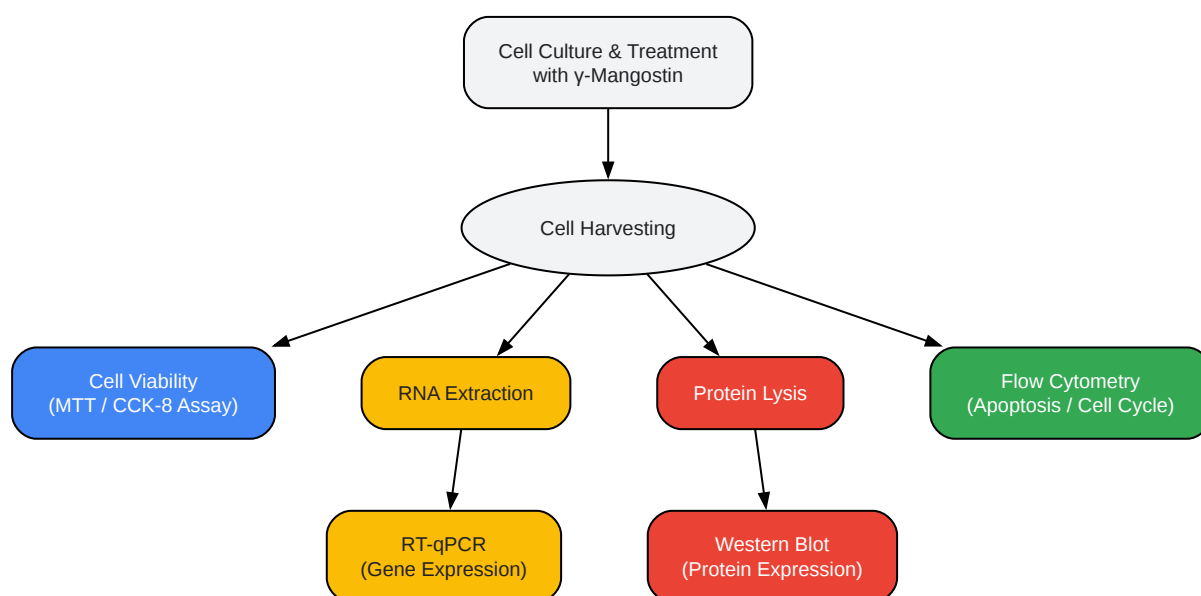 Cell Culture & Treatment
with γ-Mangostin
Cell Harvesting
Cell Viability
(MTT / CCK-8 Assay)
RNA Extraction
Protein Lysis
Flow Cytometry
(Apoptosis / Cell Cycle)
RT-qPCR
(Gene Expression)
Western Blot
(Protein Expression)